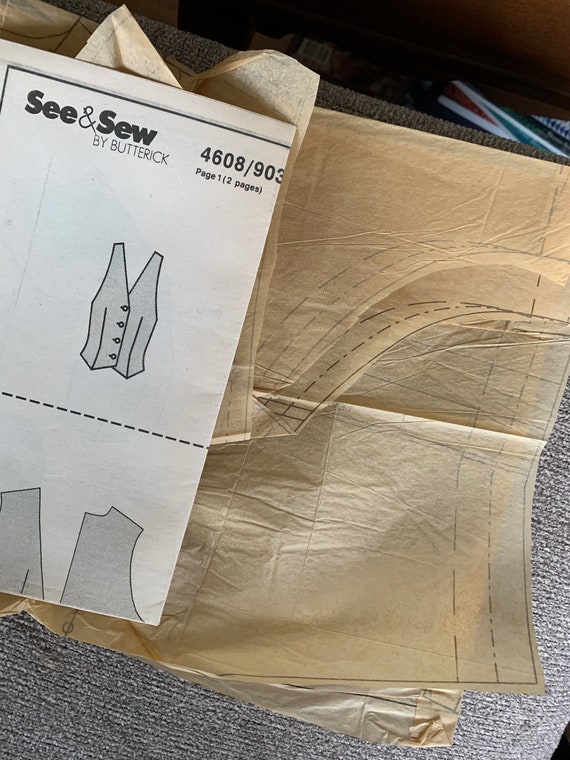 See & Sew
BY BUTTERICK
4608/903
Page 1 (2 pages)